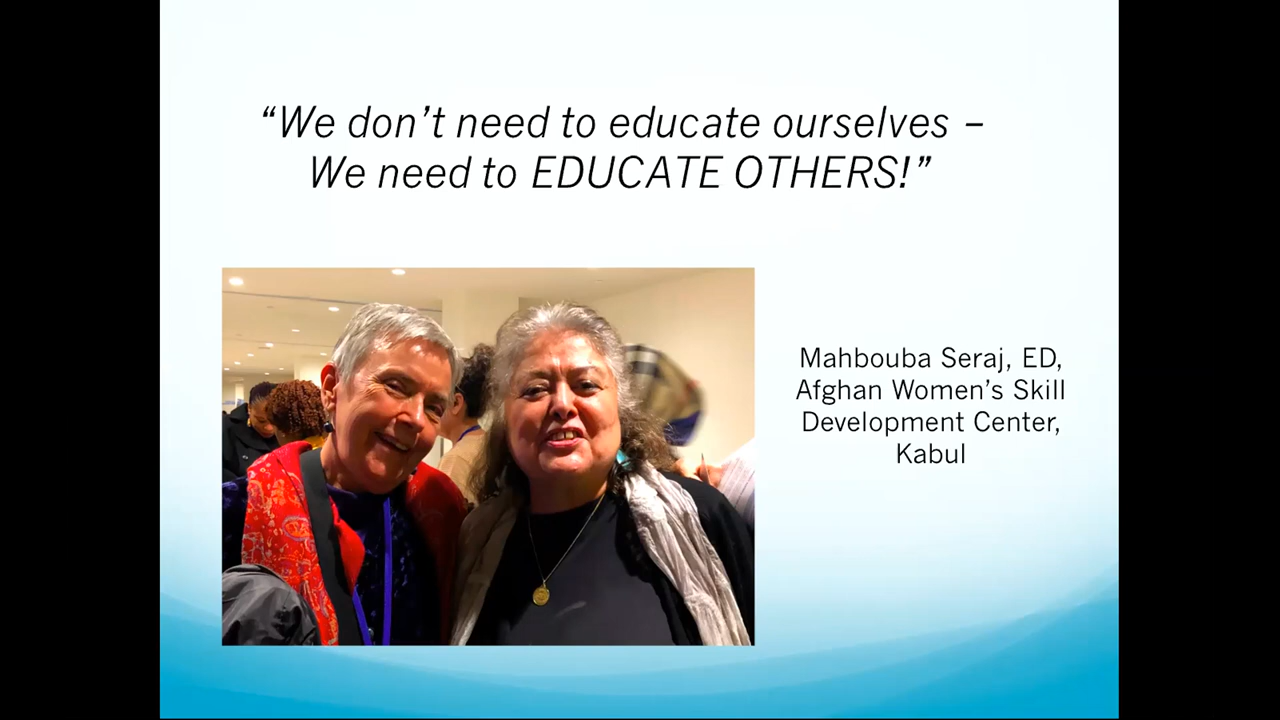 “We don’t need to educate ourselves –
We need to EDUCATE OTHERS!”
Mahbouba Seraj, ED,
Afghan Women’s Skill
Development Center,
Kabul